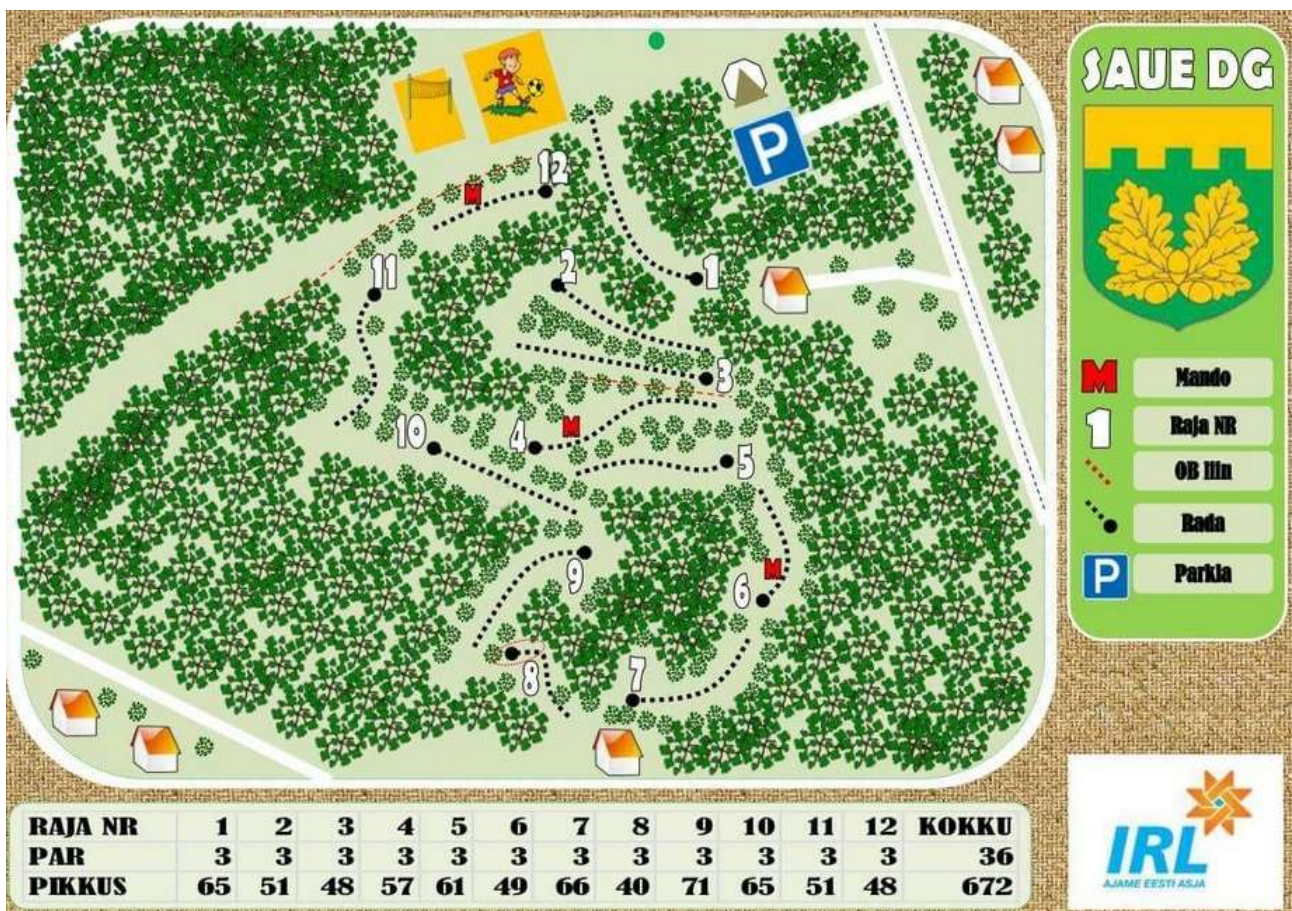 SAUE DG
M Mando
1 Raja NR
OB liin
Rada
P Parkla
P
12
M
11
2
1
3
10
4
M
5
9
6
M
8
7
RAJA NR 1 2 3 4 5 6 7 8 9 10 11 12 KOKKU
PAR 3 3 3 3 3 3 3 3 3 3 3 3 36
PIKKUS 65 51 48 57 61 49 66 40 71 65 51 48 672
IRL
AJAME EESTI ASJA